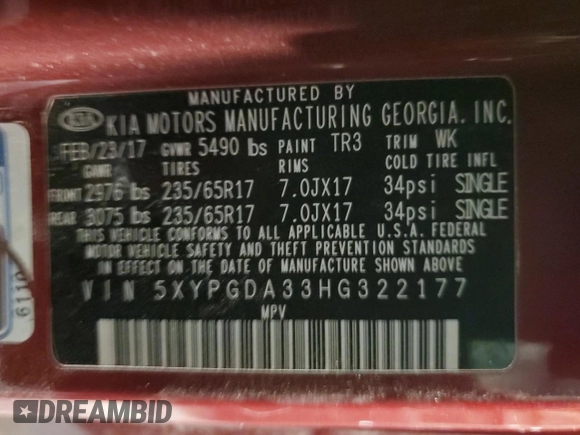 MANUFACTURED BY
KIA KIA MOTORS MANUFACTURING GEORGIA, INC.
FEB/23/17 GVWR 5490 lbs PAINT TR3 TRIM WK
GAWR TIRES RIMS COLD TIRE INFL
FRONT 2976 lbs 235/65R17 7.0JX17 34psi SINGLE
REAR 3075 lbs 235/65R17 7.0JX17 34psi SINGLE
THIS VEHICLE CONFORMS TO ALL APPLICABLE U.S.A. FEDERAL
MOTOR VEHICLE SAFETY AND THEFT PREVENTION STANDARDS
IN EFFECT ON THE DATE OF MANUFACTURE SHOWN ABOVE.
VIN 5XYPGDA33HG322177
MPV
6110
DREAMBID